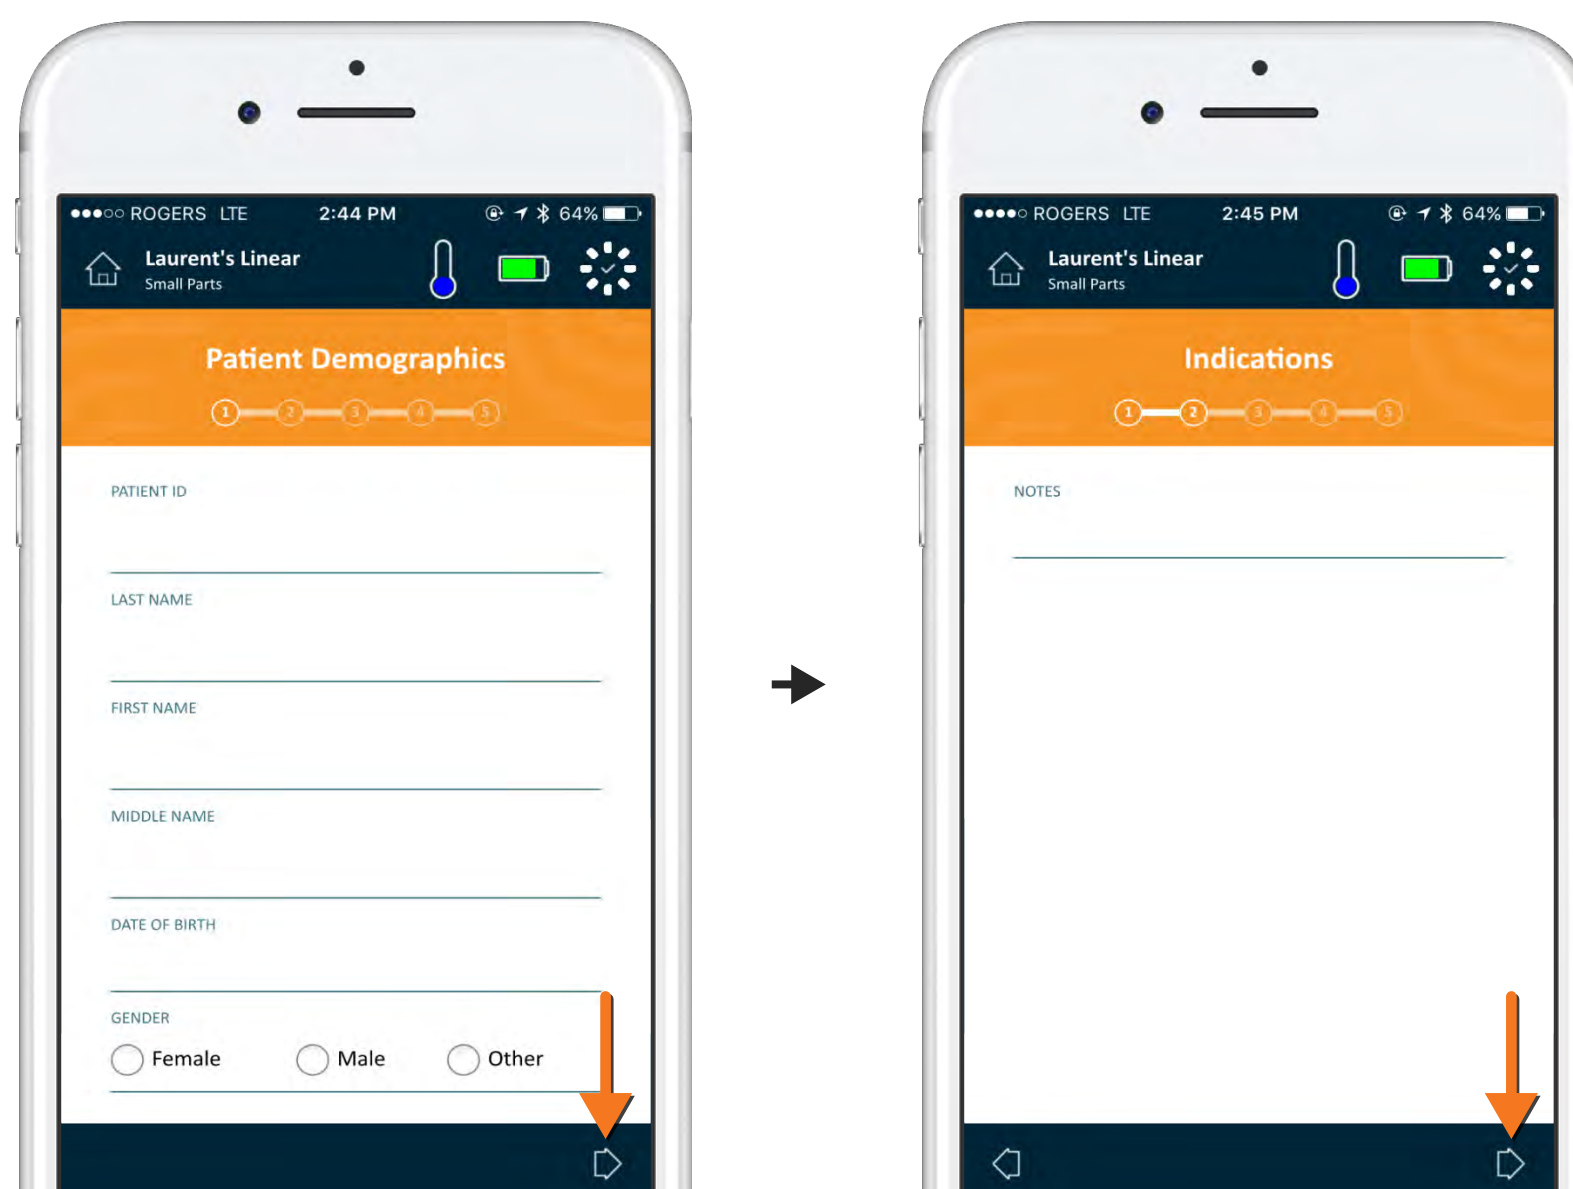 ROGERS LTE 2:44 PM 64%
Laurent's Linear
Small Parts
Patient Demographics
1 2 3 4 5
PATIENT ID
LAST NAME
FIRST NAME
MIDDLE NAME
DATE OF BIRTH
GENDER
Female Male Other
ROGERS LTE 2:45 PM 64%
Laurent's Linear
Small Parts
Indications
1 2 3 4 5
NOTES